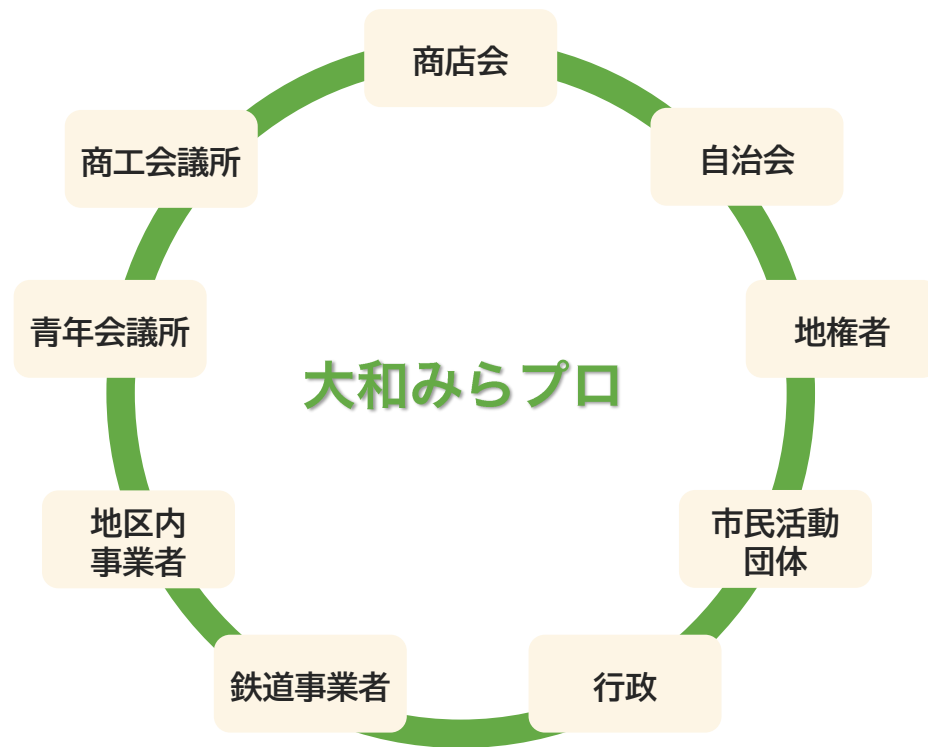 商店会
自治会
地権者
市民活動
団体
行政
鉄道事業者
地区内
事業者
青年会議所
商工会議所
大和みらプロ